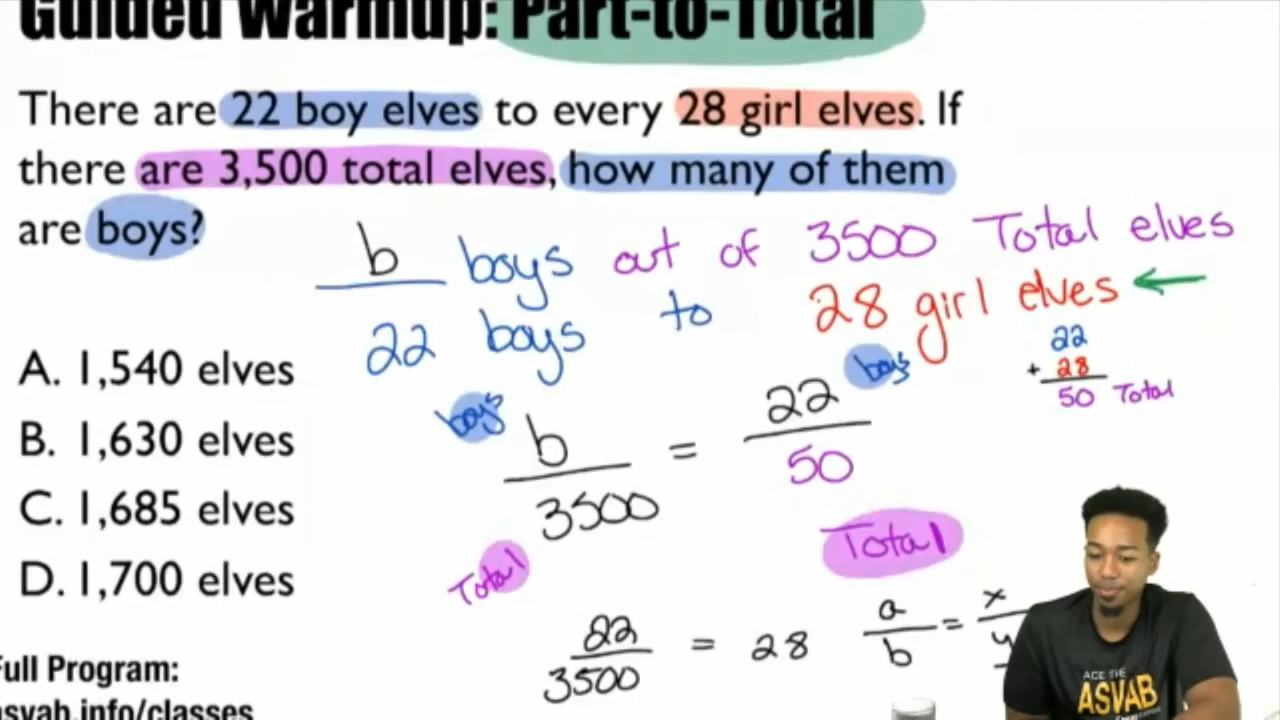 Guided Warmup: Part-to-Total
There are 22 boy elves to every 28 girl elves. If
there are 3,500 total elves, how many of them
are boys?
b boys out of 3500 Total elves
22 boys to 28 girl elves
22
+ 28
50 Total
A. 1,540 elves
B. 1,630 elves
C. 1,685 elves
D. 1,700 elves
boys b = 22 boys
3500 50
Total Total
22 = 28
3500
a = x
b y
Full Program:
asvab.info/classes
ACE THE
ASVAB